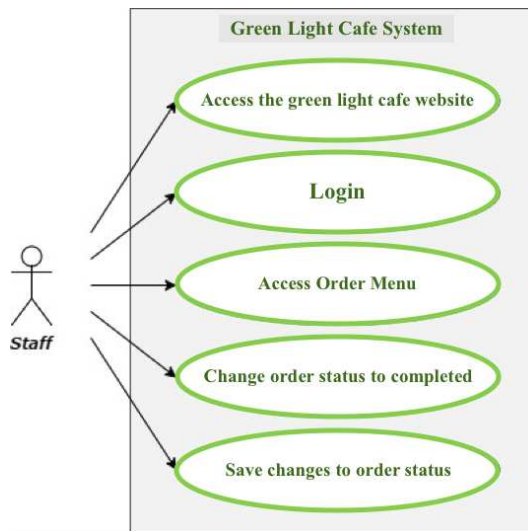 Green Light Cafe System
Access the green light cafe website
Login
Access Order Menu
Staff
Change order status to completed
Save changes to order status